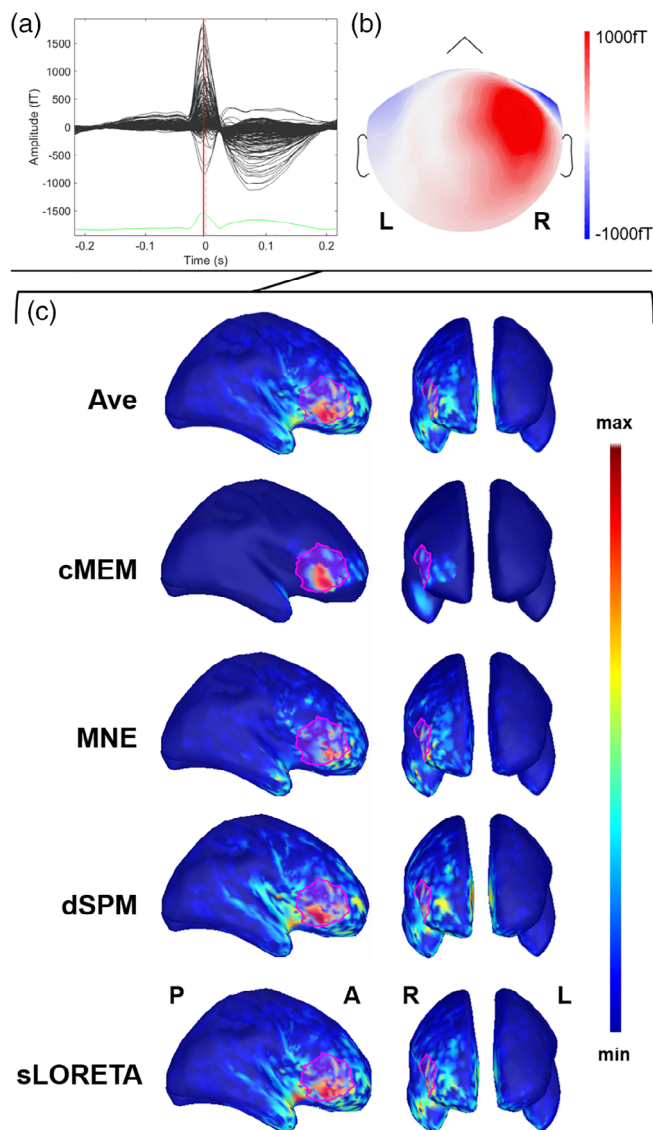 (a)
1500
1000
500
0
-500
-1000
-1500
Amplitude (fT)
-0.2
-0.1
0
0.1
0.2
Time (s)
(b)
1000fT
-1000fT
L
R
(c)
Ave
cMEM
MNE
dSPM
sLORETA
P
A
R
L
max
min